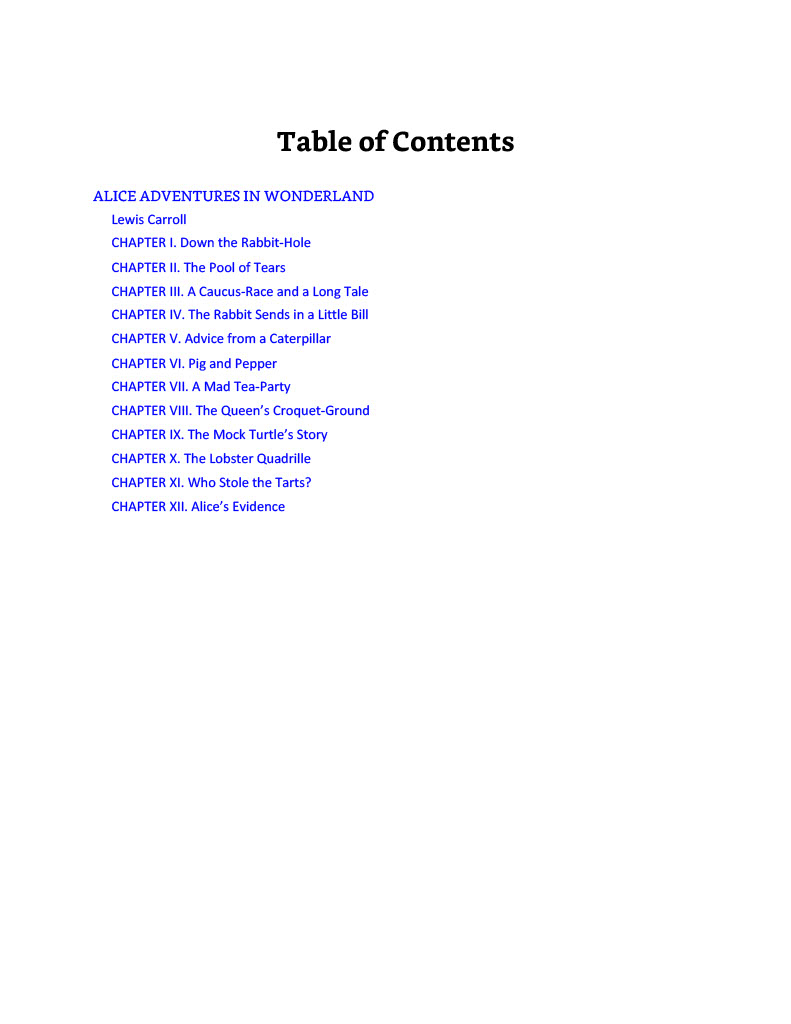 Table of Contents
ALICE ADVENTURES IN WONDERLAND
Lewis Carroll
CHAPTER I. Down the Rabbit-Hole
CHAPTER II. The Pool of Tears
CHAPTER III. A Caucus-Race and a Long Tale
CHAPTER IV. The Rabbit Sends in a Little Bill
CHAPTER V. Advice from a Caterpillar
CHAPTER VI. Pig and Pepper
CHAPTER VII. A Mad Tea-Party
CHAPTER VIII. The Queen’s Croquet-Ground
CHAPTER IX. The Mock Turtle’s Story
CHAPTER X. The Lobster Quadrille
CHAPTER XI. Who Stole the Tarts?
CHAPTER XII. Alice’s Evidence